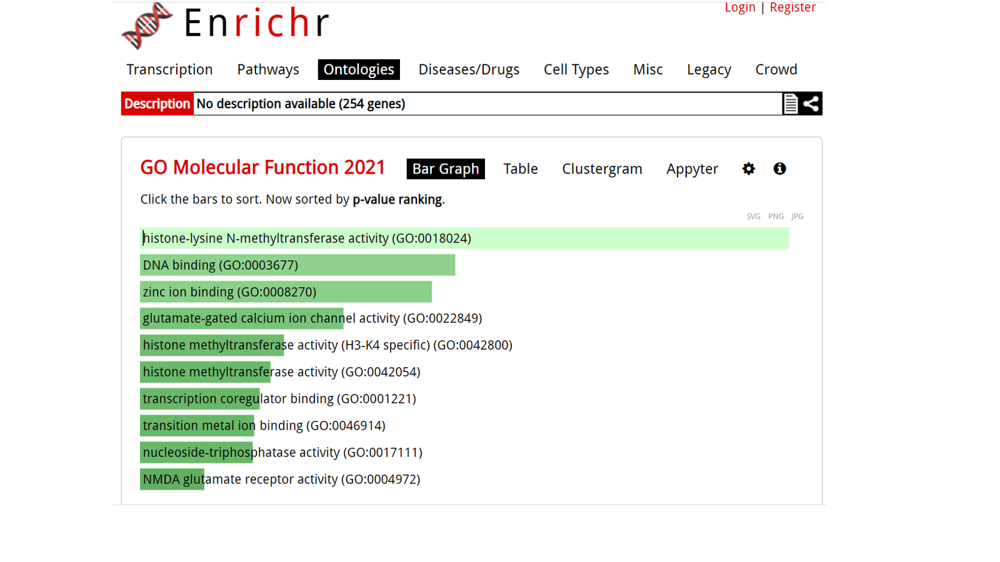 Login | Register
Enrichr
Transcription Pathways Ontologies Diseases/Drugs Cell Types Misc Legacy Crowd
Description No description available (254 genes)
GO Molecular Function 2021 Bar Graph Table Clustergram Appyter
Click the bars to sort. Now sorted by p-value ranking.
SVG PNG JPG
histone-lysine N-methyltransferase activity (GO:0018024)
DNA binding (GO:0003677)
zinc ion binding (GO:0008270)
glutamate-gated calcium ion channel activity (GO:0022849)
histone methyltransferase activity (H3-K4 specific) (GO:0042800)
histone methyltransferase activity (GO:0042054)
transcription coregulator binding (GO:0001221)
transition metal ion binding (GO:0046914)
nucleoside-triphosphatase activity (GO:0017111)
NMDA glutamate receptor activity (GO:0004972)